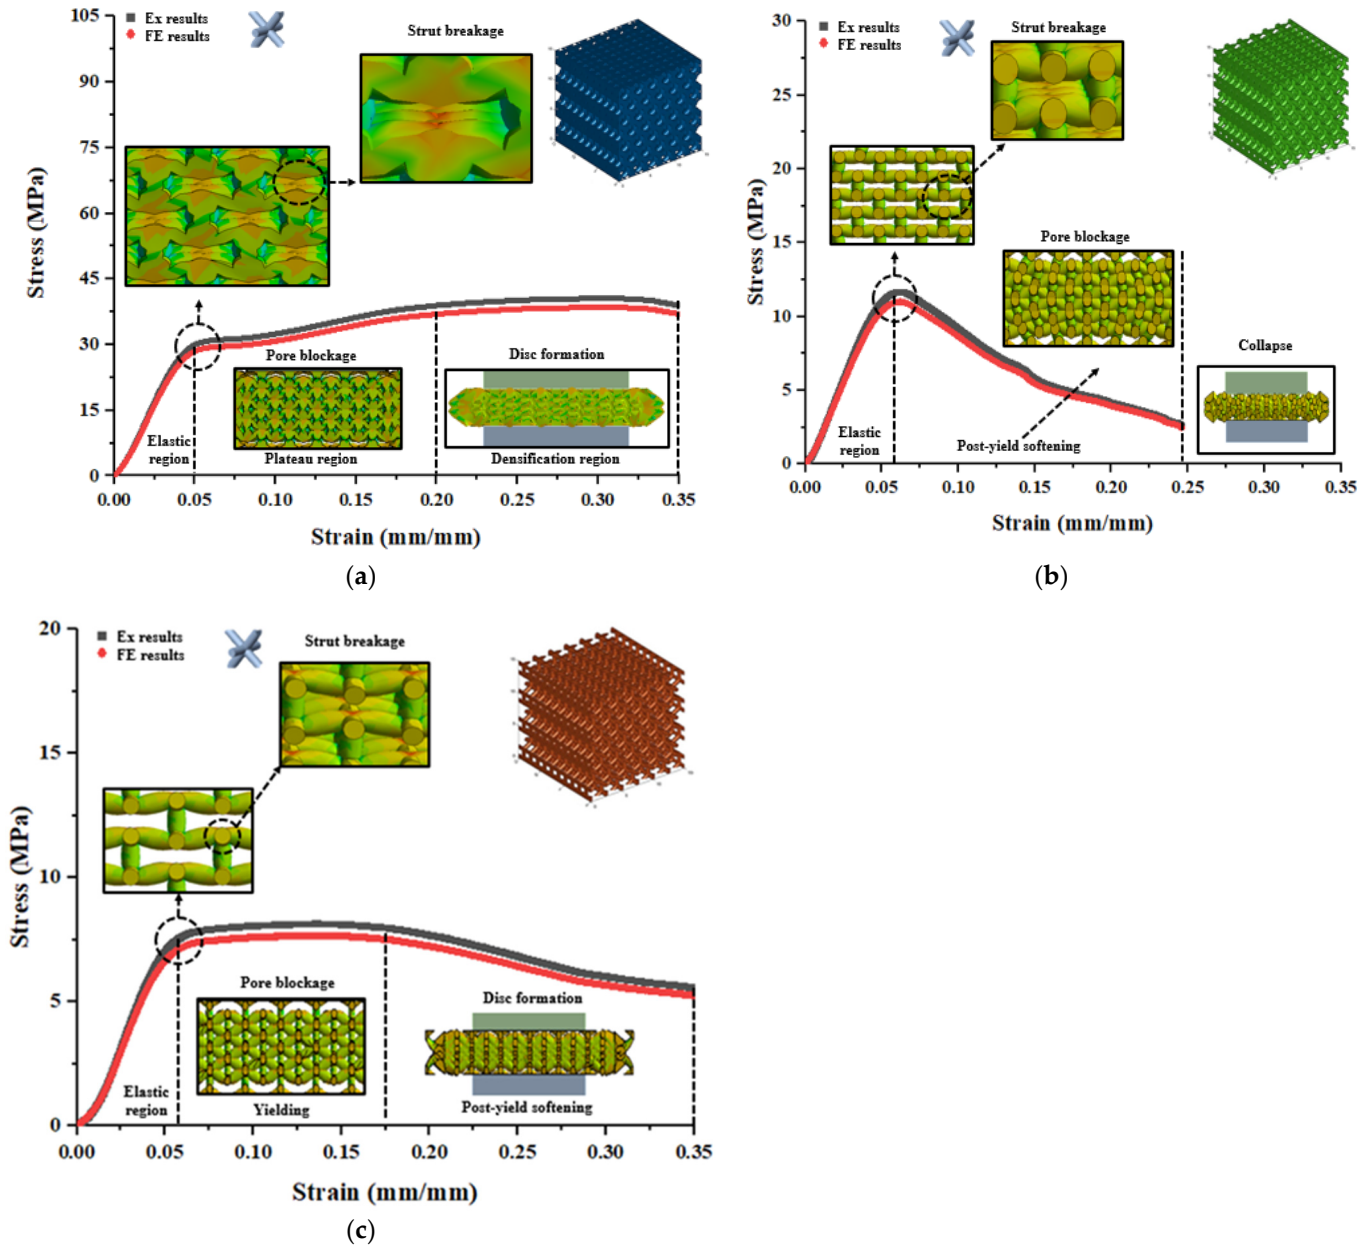 Ex results
FE results
Strut breakage
Pore blockage
Disc formation
Elastic
region
Plateau region
Densification region
105
90
75
60
45
30
15
0
0.00
0.05
0.10
0.15
0.20
0.25
0.30
0.35
Stress (MPa)
Strain (mm/mm)
(a)
Ex results
FE results
Strut breakage
Pore blockage
Collapse
Elastic
region
Post-yield softening
30
25
20
15
10
5
0
0.00
0.05
0.10
0.15
0.20
0.25
0.30
0.35
Stress (MPa)
Strain (mm/mm)
(b)
Ex results
FE results
Strut breakage
Pore blockage
Disc formation
Elastic
region
Yielding
Post-yield softening
20
15
10
5
0
0.00
0.05
0.10
0.15
0.20
0.25
0.30
0.35
Stress (MPa)
Strain (mm/mm)
(c)